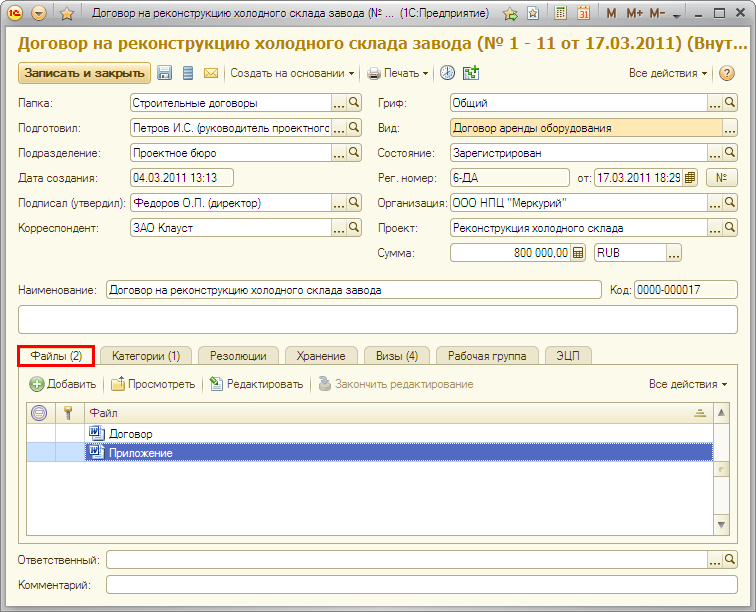 Договор на реконструкцию холодного склада завода (№ ... (1С:Предприятие)
31 M M+ M-
Договор на реконструкцию холодного склада завода (№ 1 - 11 от 17.03.2011) (Внут...
Записать и закрыть Создать на основании Печать Все действия ?
Папка: Строительные договоры ... Гриф: Общий ...
Подготовил: Петров И.С. (руководитель проектного ... Вид: Договор аренды оборудования ...
Подразделение: Проектное бюро ... Состояние: Зарегистрирован ...
Дата создания: 04.03.2011 13:13 Рег. номер: 6-ДА от: 17.03.2011 18:29 №
Подписал (утвердил): Федоров О.П. (директор) ... Организация: ООО НПЦ "Меркурий" ...
Корреспондент: ЗАО Клауст ... Проект: Реконструкция холодного склада ...
Сумма: 800 000,00 RUB ...
Наименование: Договор на реконструкцию холодного склада завода Код: 0000-000017
Файлы (2) Категории (1) Резолюции Хранение Визы (4) Рабочая группа ЭЦП
Добавить Просмотреть Редактировать Закончить редактирование Все действия
Файл
Договор
Приложение
Ответственный: ...
Комментарий: